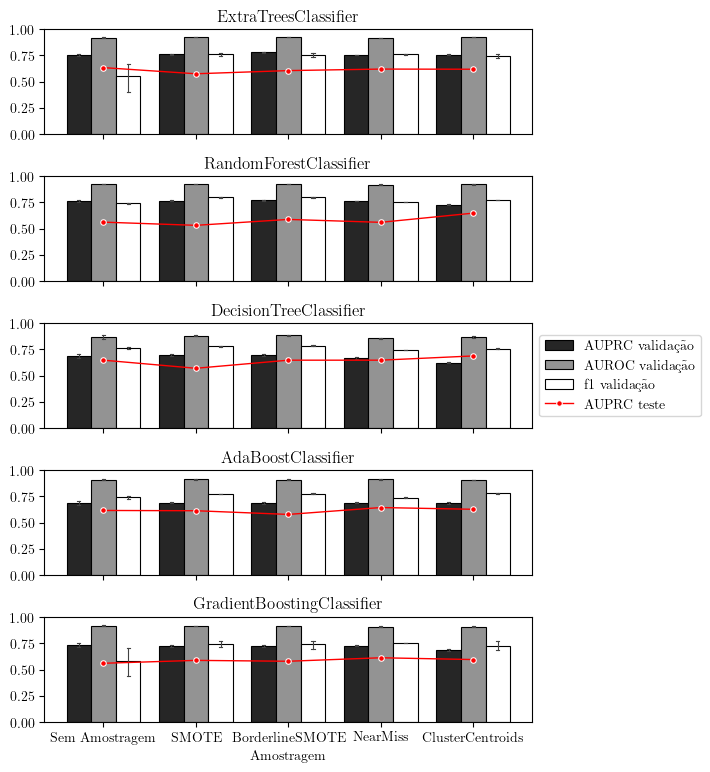 ExtraTreesClassifier
1.00
0.75
0.50
0.25
0.00
RandomForestClassifier
1.00
0.75
0.50
0.25
0.00
DecisionTreeClassifier
1.00
0.75
0.50
0.25
0.00
AUPRC validação
AUROC validação
f1 validação
AUPRC teste
AdaBoostClassifier
1.00
0.75
0.50
0.25
0.00
GradientBoostingClassifier
1.00
0.75
0.50
0.25
0.00
Sem Amostragem SMOTE BorderlineSMOTE NearMiss ClusterCentroids
Amostragem